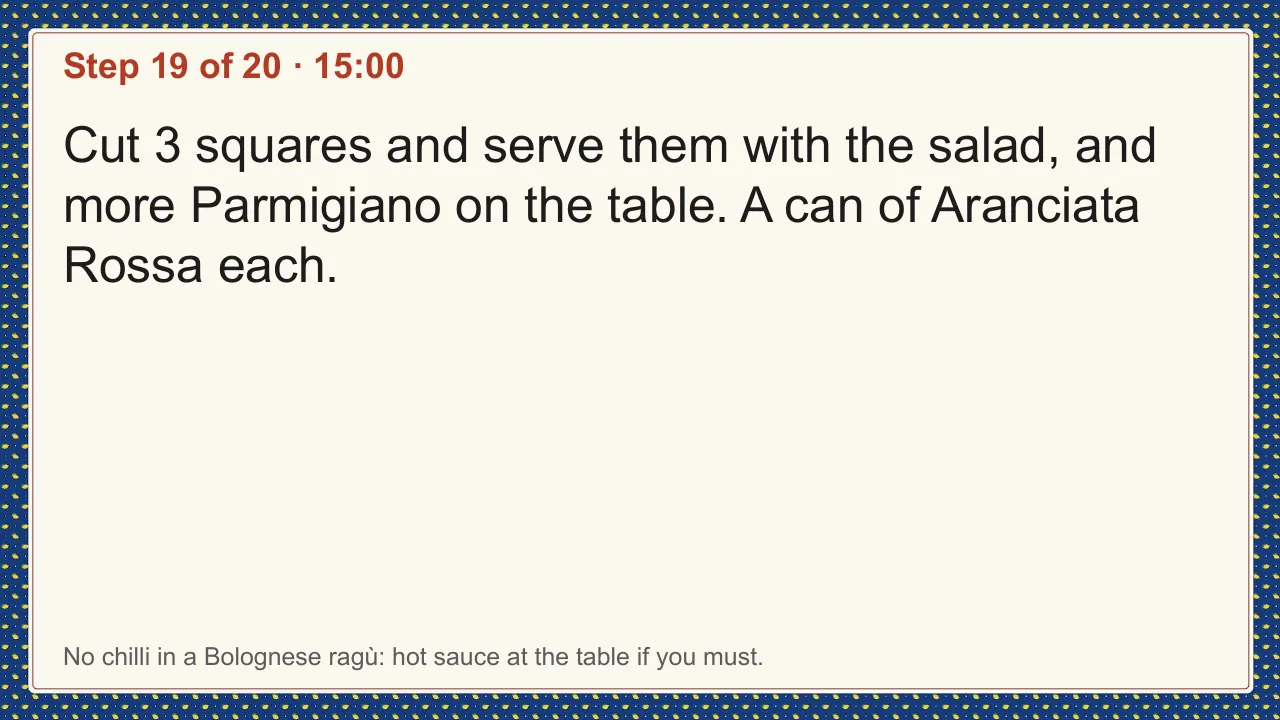 Step 19 of 20 · 15:00
Cut 3 squares and serve them with the salad, and
more Parmigiano on the table. A can of Aranciata
Rossa each.
No chilli in a Bolognese ragù: hot sauce at the table if you must.